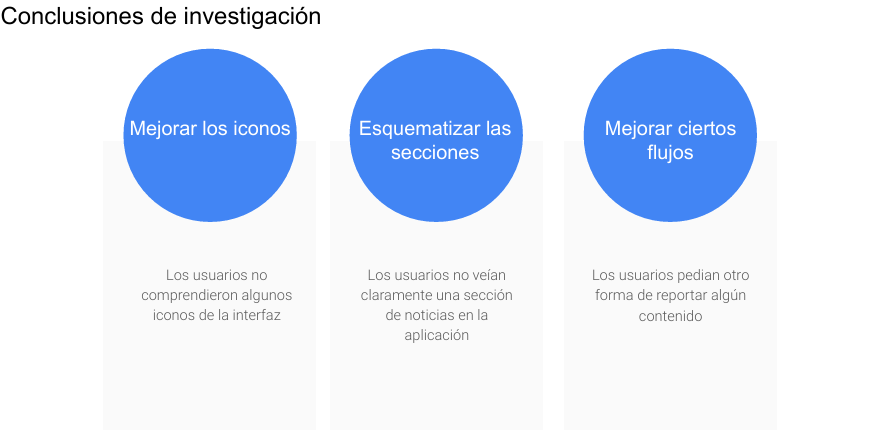 Conclusiones de investigación
Mejorar los iconos
Los usuarios no
comprendieron algunos
iconos de la interfaz
Esquematizar las
secciones
Los usuarios no veían
claramente una sección
de noticias en la
aplicación
Mejorar ciertos
flujos
Los usuarios pedian otro
forma de reportar algún
contenido